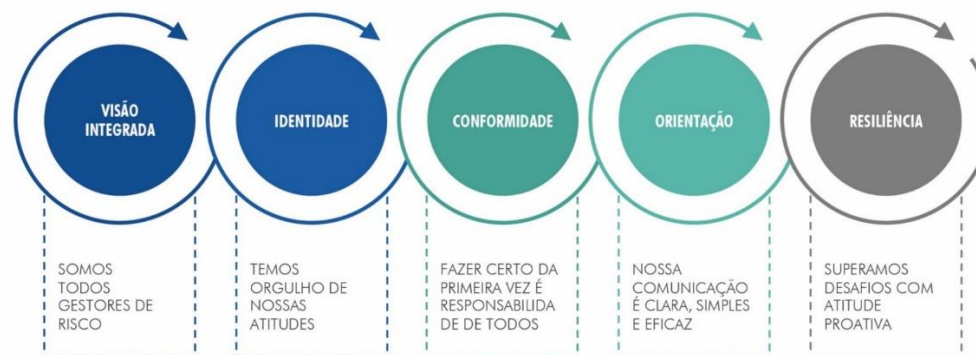 VISÃO
INTEGRADA
IDENTIDADE
CONFORMIDADE
ORIENTAÇÃO
RESILIÊNCIA
SOMOS
TODOS
GESTORES DE
RISCO
TEMOS
ORGULHO DE
NOSSAS
ATITUDES
FAZER CERTO DA
PRIMEIRA VEZ É
RESPONSABILIDA
DE DE TODOS
NOSSA
COMUNICAÇÃO
É CLARA, SIMPLES
E EFICAZ
SUPERAMOS
DESAFIOS COM
ATITUDE
PROATIVA